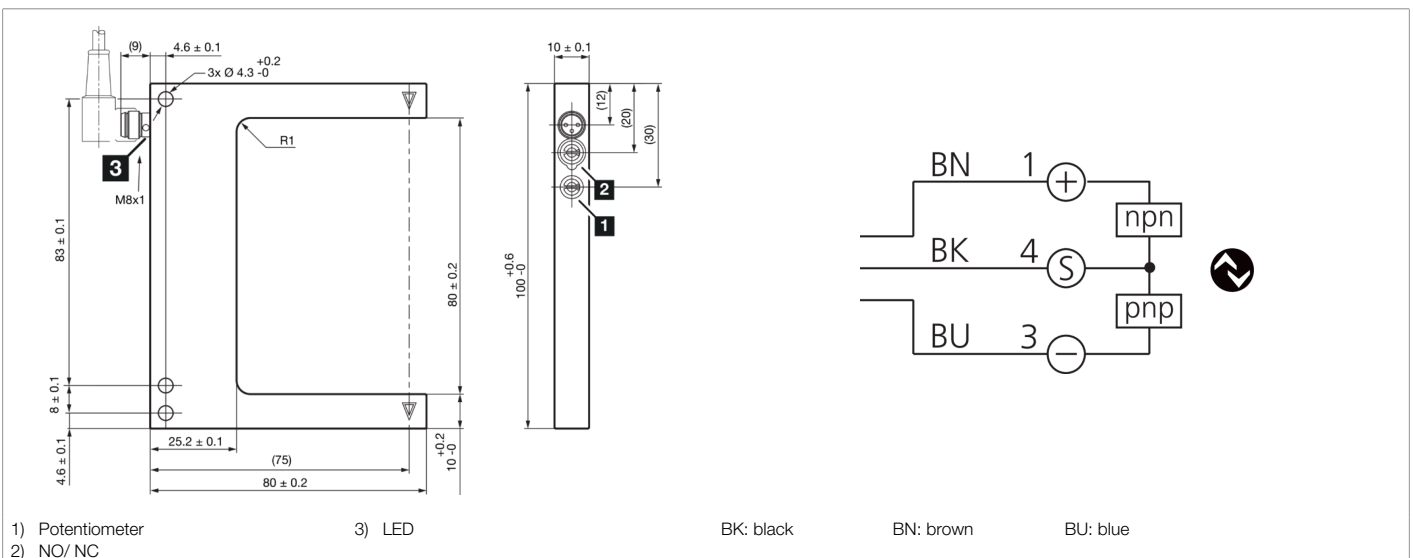 (9)
4.6 ± 0.1
3x Ø 4.3 +0.2 -0
R1
3
M8x1
83 ± 0.1
80 ± 0.2
8 ± 0.1
4.6 ± 0.1
25.2 ± 0.1
(75)
80 ± 0.2
+0.2
10 -0
10 ± 0.1
(12)
(20)
(30)
2
1
+0.6
100 -0
BN 1 +
npn
BK 4 S
pnp
BU 3 −
1) Potentiometer 3) LED BK: black BN: brown BU: blue
2) NO/ NC